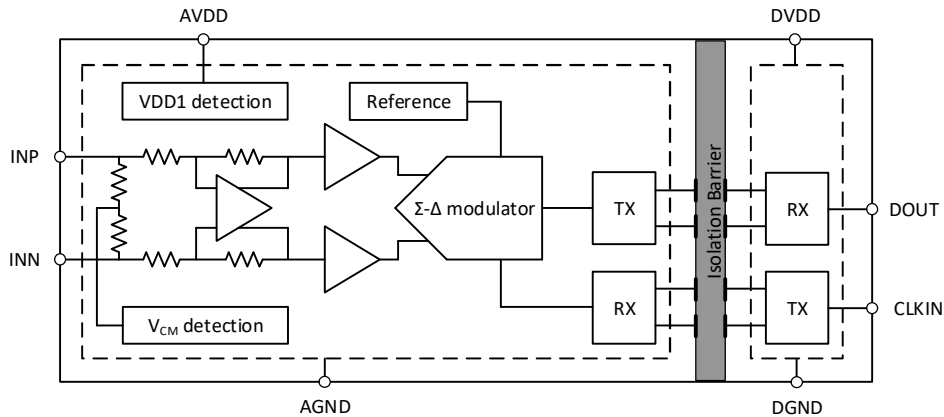 AVDD
DVDD
VDD1 detection
Reference
INP
Σ-Δ modulator
TX
Isolation Barrier
RX
DOUT
INN
V_CM detection
RX
TX
CLKIN
AGND
DGND